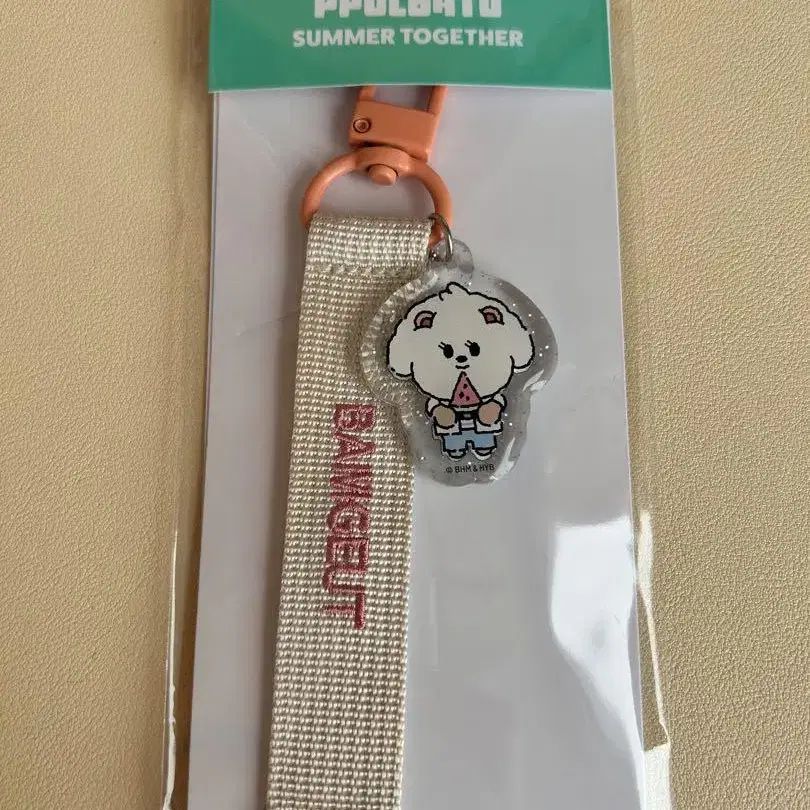 PPULBATU
SUMMER TOGETHER
BAMGEUT
© BHM & HYB